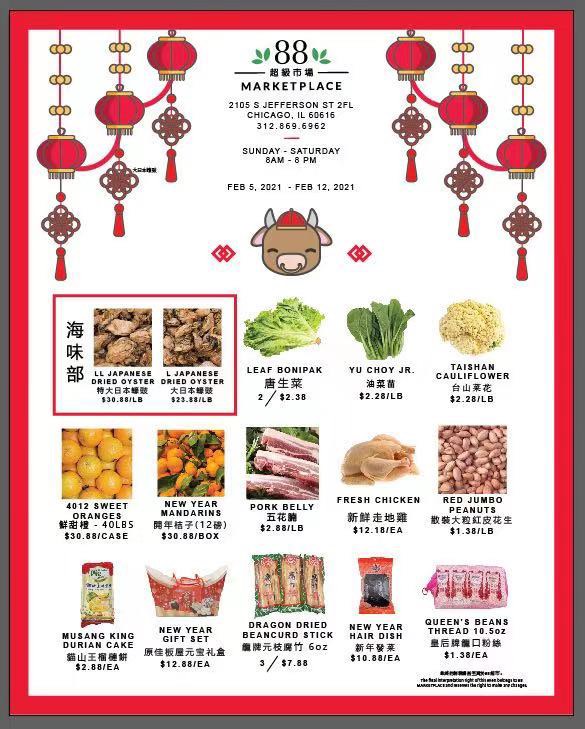 88
超級市場
MARKETPLACE
2105 S JEFFERSON ST 2FL
CHICAGO, IL 60616
312.869.6962
SUNDAY - SATURDAY
8AM - 8 PM
FEB 5, 2021 - FEB 12, 2021
大日本蠔豉
海味部
LL JAPANESE
DRIED OYSTER
特大日本蠔豉
$30.88/LB
L JAPANESE
DRIED OYSTER
大日本蠔豉
$23.88/LB
LEAF BONIPAK
唐生菜
2/$2.38
YU CHOY JR.
油菜苗
$2.28/LB
TAISHAN
CAULIFLOWER
台山菜花
$2.28/LB
4012 SWEET
ORANGES
鮮甜橙 - 40LBS
$30.88/CASE
NEW YEAR
MANDARINS
開年桔子(12磅)
$30.88/BOX
PORK BELLY
五花腩
$2.88/LB
FRESH CHICKEN
新鮮走地雞
$12.18/EA
RED JUMBO
PEANUTS
散裝大粒紅皮花生
$1.38/LB
MUSANG KING
DURIAN CAKE
貓山王榴槤餅
$2.88/EA
NEW YEAR
GIFT SET
原佳板屋元宝礼盒
$12.88/EA
DRAGON DRIED
BEANCURD STICK
龍牌元枝腐竹 6oz
3/$7.88
NEW YEAR
HAIR DISH
新年發菜
$10.88/EA
QUEEN'S BEANS
THREAD 10.5oz
皇后牌龍口粉絲
$1.38/EA
The final interpretation right of this even belongs to 88
MARKETPLACE and reserves the right to make any changes.